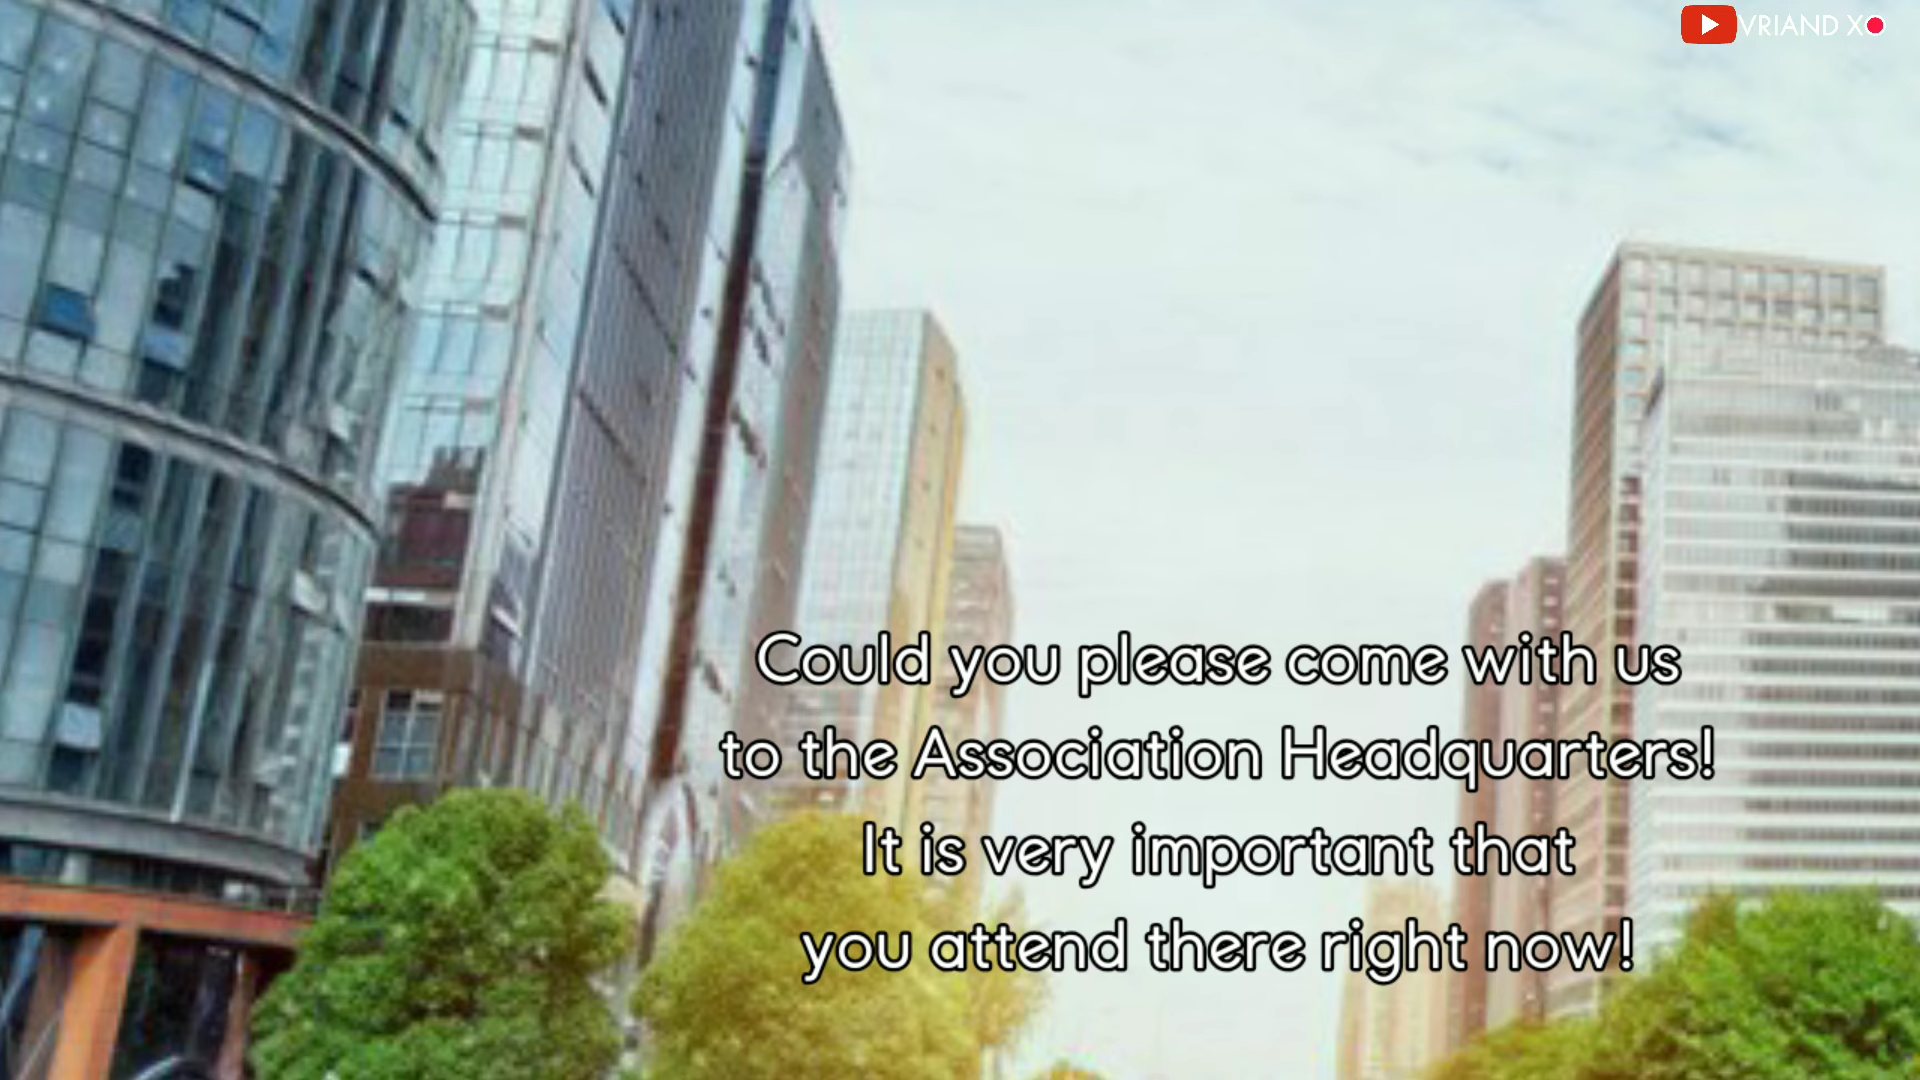 VRIAND XO
Could you please come with us
to the Association Headquarters!
It is very important that
you attend there right now!